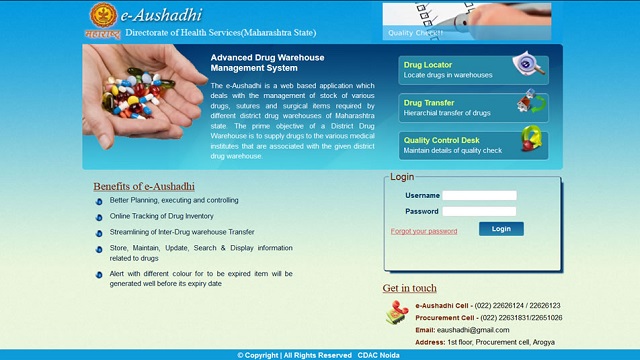 e-Aushadhi
महाराष्ट्र
Directorate of Health Services(Maharashtra State)
Quality Check!!
Advanced Drug Warehouse
Management System
The e-Aushadhi is a web based application which
deals with the management of stock of various
drugs, sutures and surgical items required by
different district drug warehouses of Maharashtra
state. The prime objective of a District Drug
Warehouse is to supply drugs to the various medical
institutes that are associated with the given district
drug warehouse
Drug Locator
Locate drugs in warehouses
Drug Transfer
Hierarchial transfer of drugs
Quality Control Desk
Maintain details of quality check
Benefits of e-Aushadhi
Better Planning, executing and controlling
Online Tracking of Drug Inventory
Streamlining of Inter-Drug warehouse Transfer
Store, Maintain, Update, Search & Display information
related to drugs
Alert with different colour for to be expired item will be
generated well before its expiry date
Login
Username
Password
Forgot your password
Login
Get in touch
e-Aushadhi Cell - (022) 22626124 / 22626123
Procurement Cell - (022) 22631831/22651026
Email: eaushadhi@gmail.com
Address: 1st floor, Procurement cell, Arogya
© Copyright | All Rights Reserved CDAC Noida